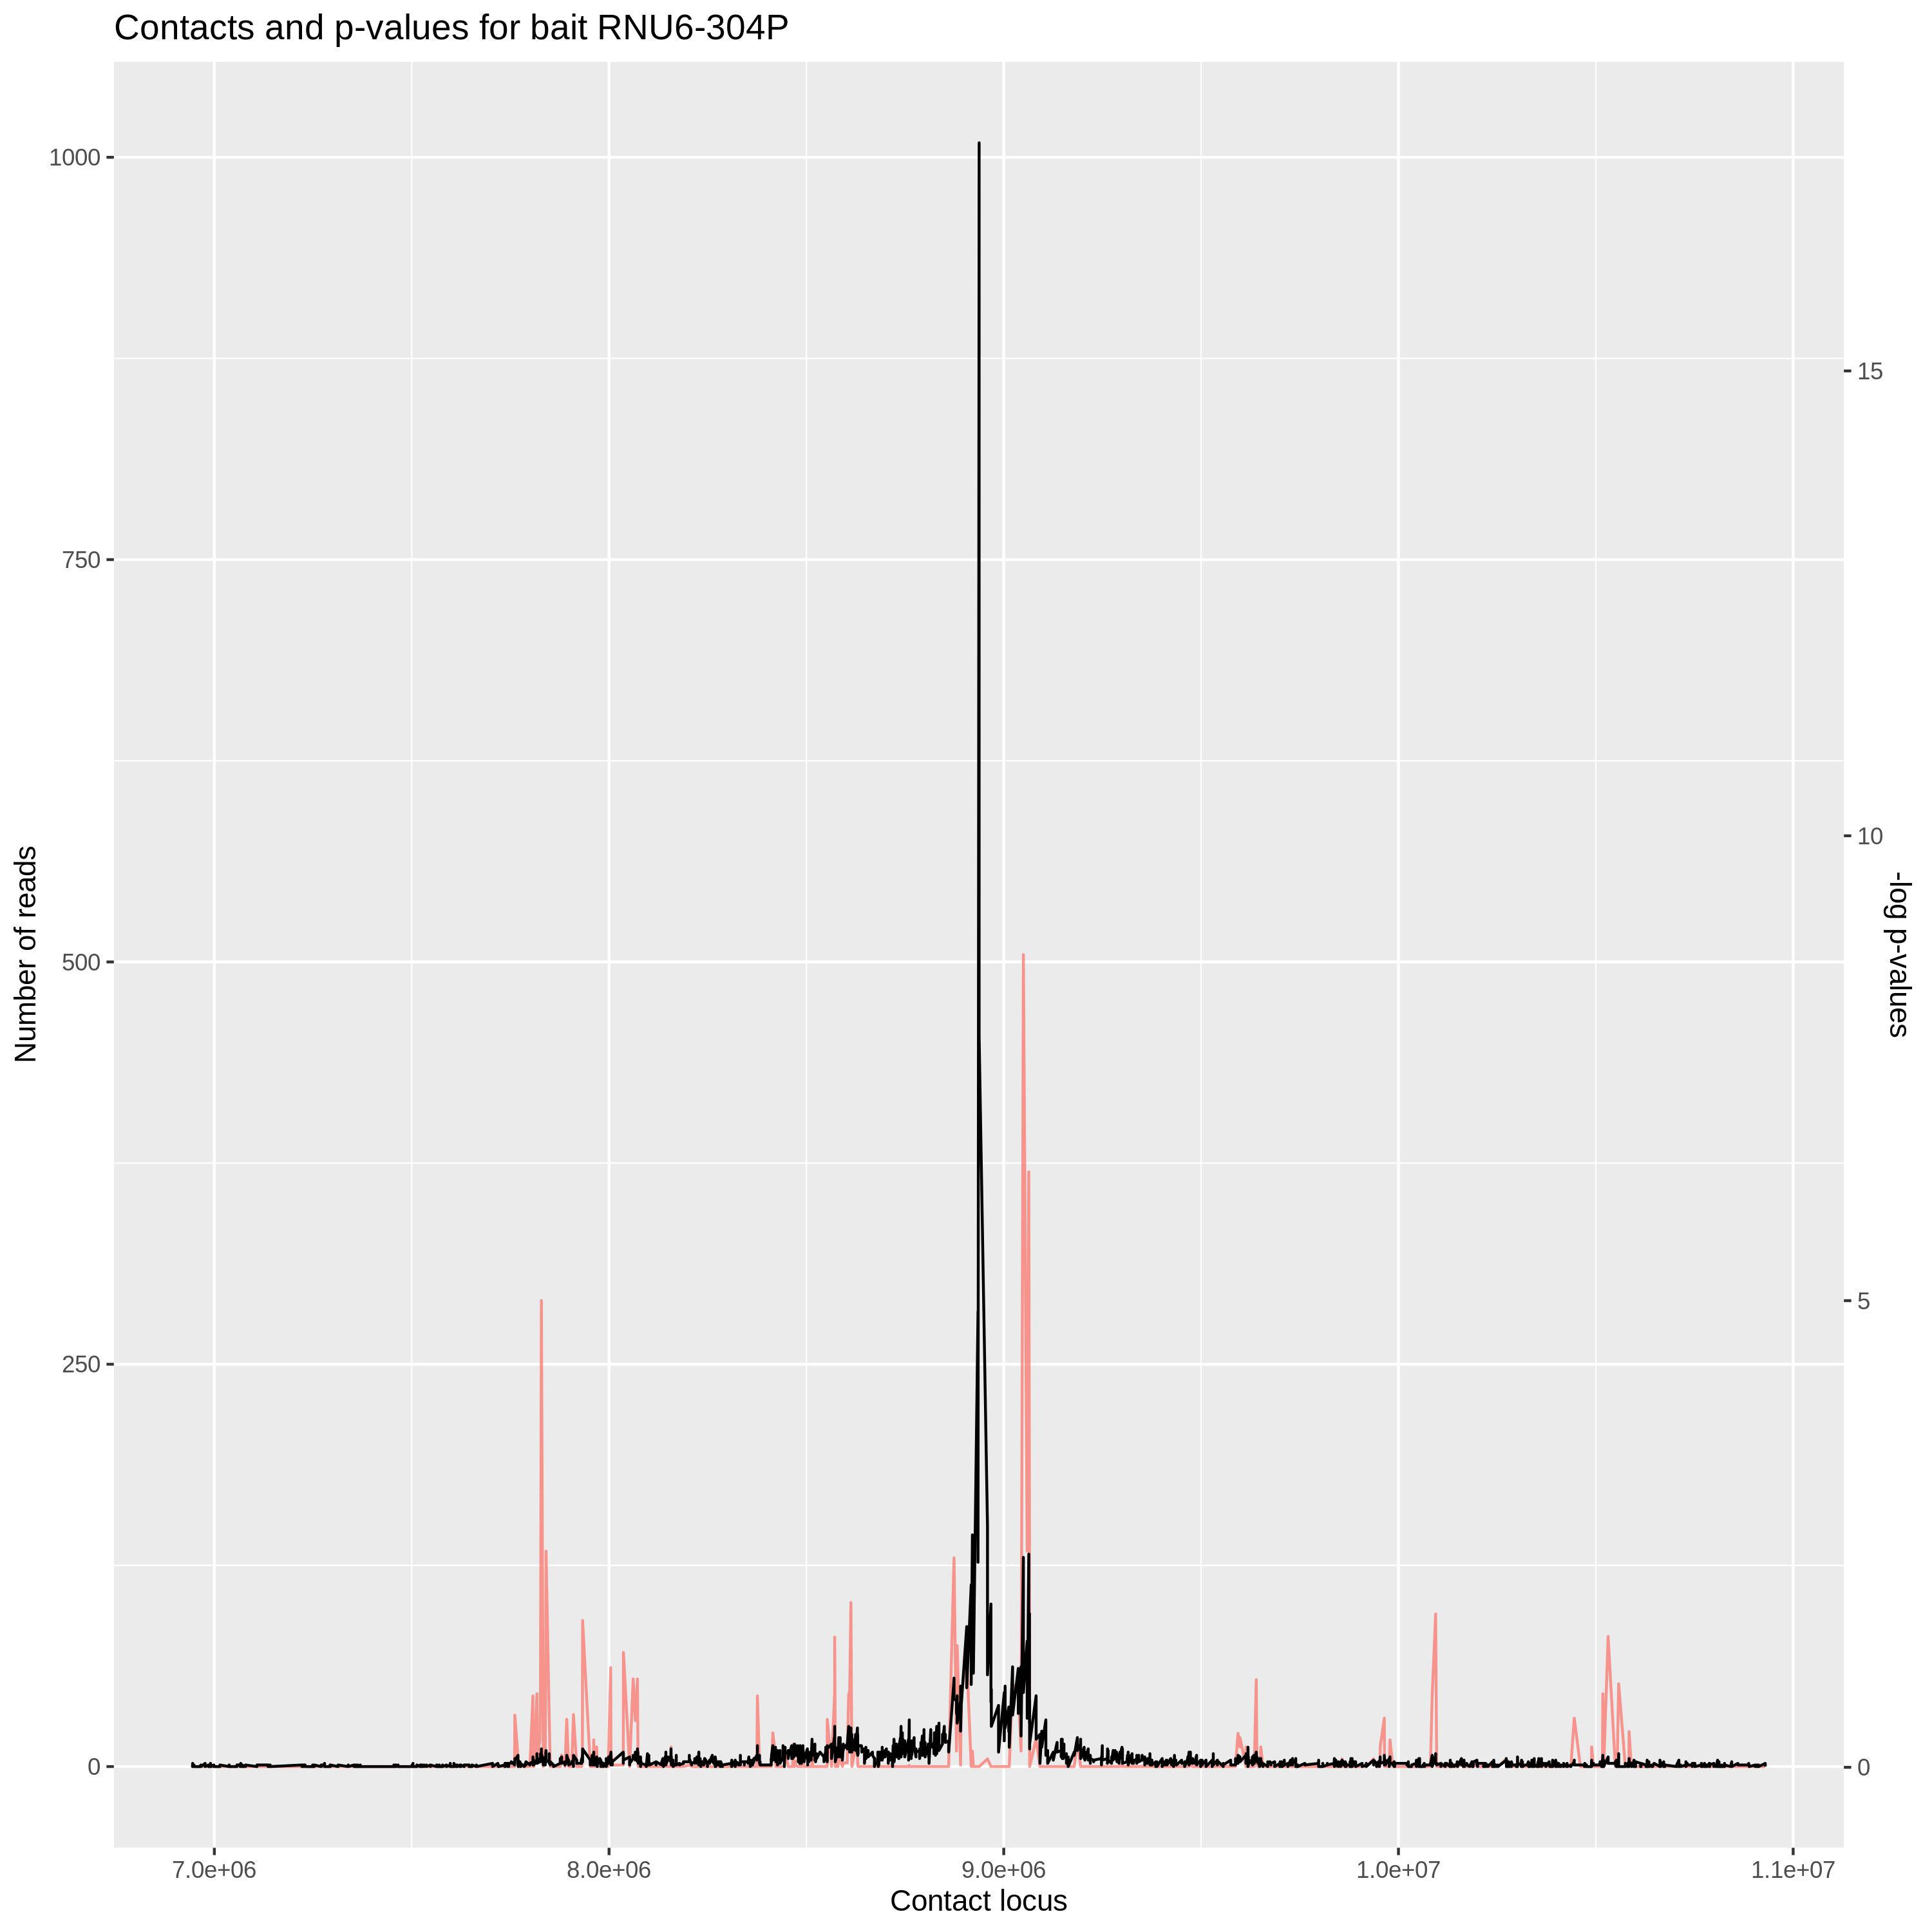 Contacts and p-values for bait RNU6-304P
1000
750
500
250
0
Number of reads
15
10
5
0
-log p-values
7.0e+06
8.0e+06
9.0e+06
1.0e+07
1.1e+07
Contact locus